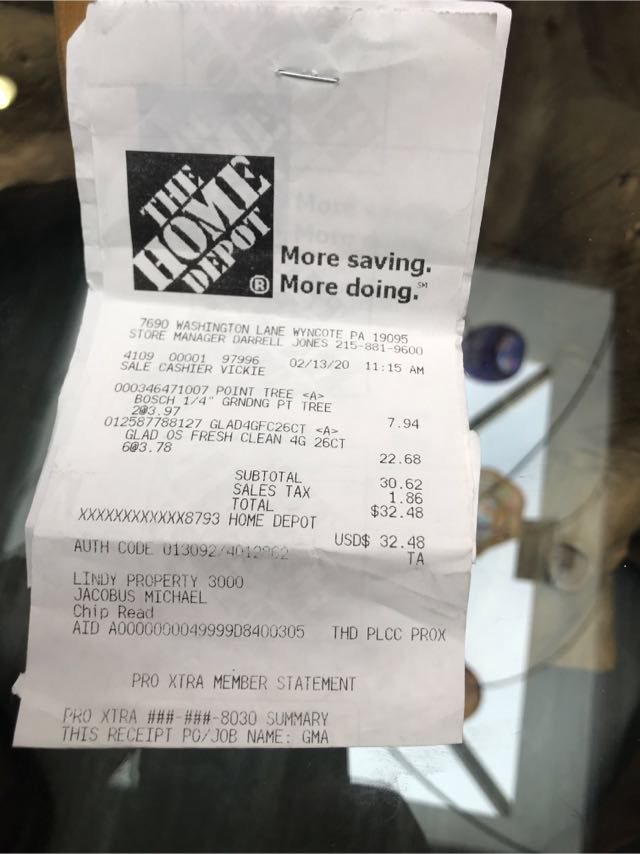 THE
HOME
DEPOT
®
More saving.
More doing.℠
7690 WASHINGTON LANE WYNCOTE PA 19095
STORE MANAGER DARRELL JONES 215-881-9600
4109 00001 97996 02/13/20 11:15 AM
SALE CASHIER VICKIE
000346471007 POINT TREE <A>
BOSCH 1/4" GRNDNG PT TREE
2@3.97 7.94
012587788127 GLAD4GFC26CT <A>
GLAD OS FRESH CLEAN 4G 26CT
6@3.78 22.68
SUBTOTAL 30.62
SALES TAX 1.86
TOTAL $32.48
XXXXXXXXXXXX8793 HOME DEPOT
USD$ 32.48
AUTH CODE 013092/4012962 TA
LINDY PROPERTY 3000
JACOBUS MICHAEL
Chip Read
AID A0000000049999D8400305 THD PLCC PROX
PRO XTRA MEMBER STATEMENT
PRO XTRA ###-###-8030 SUMMARY
THIS RECEIPT PO/JOB NAME: GMA